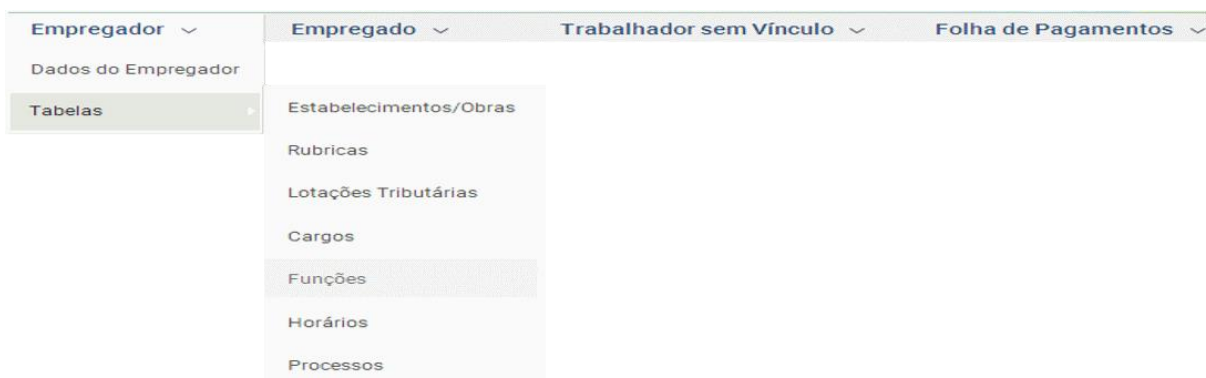 Empregador Empregado Trabalhador sem Vínculo Folha de Pagamentos
Dados do Empregador
Tabelas Estabelecimentos/Obras
Rubricas
Lotações Tributárias
Cargos
Funções
Horários
Processos